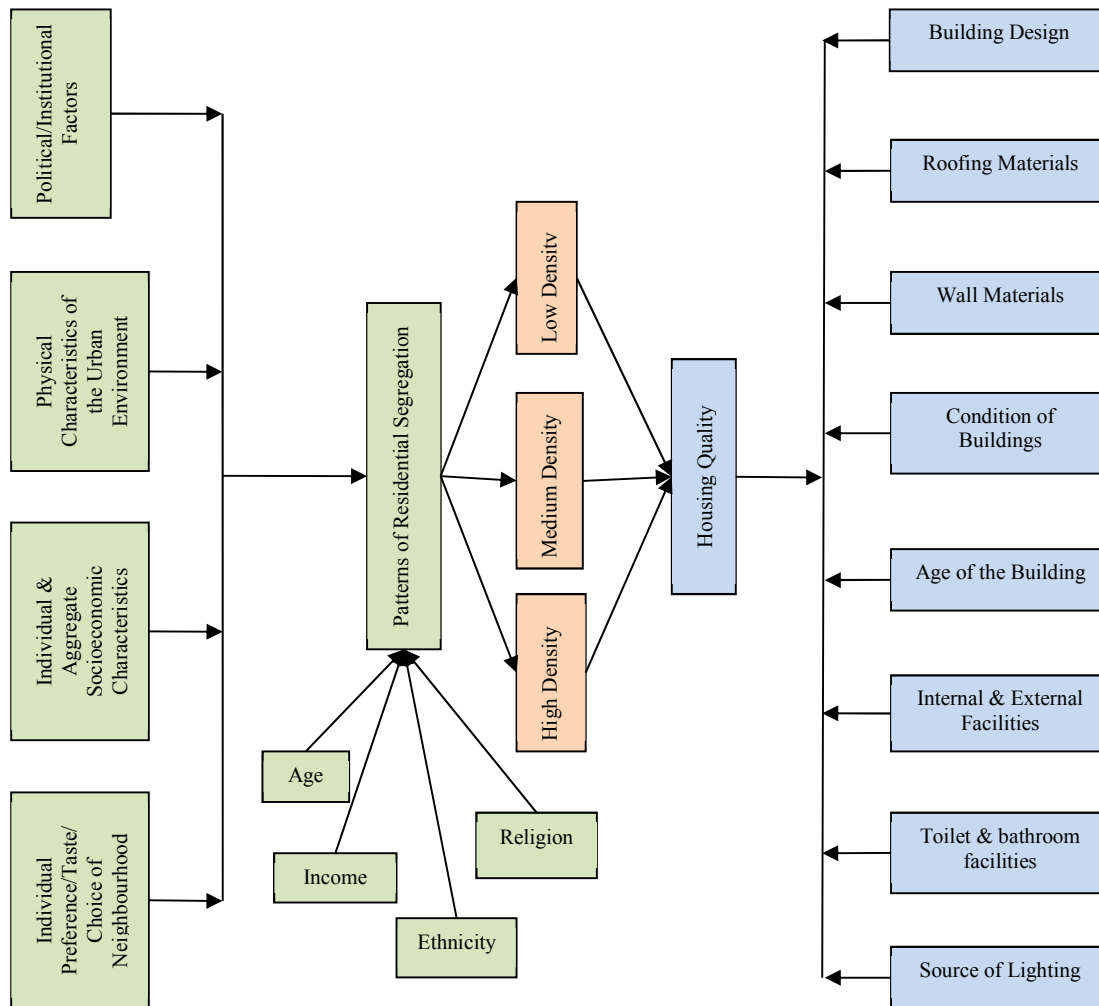 Political/Institutional
Factors
Physical
Characteristics of
the Urban
Environment
Individual &
Aggregate
Socioeconomic
Characteristics
Individual
Preference/Taste/
Choice of
Neighbourhood
Patterns of Residential Segregation
Age
Income
Ethnicity
Religion
Low Density
Medium Density
High Density
Housing Quality
Building Design
Roofing Materials
Wall Materials
Condition of
Buildings
Age of the Building
Internal & External
Facilities
Toilet & bathroom
facilities
Source of Lighting